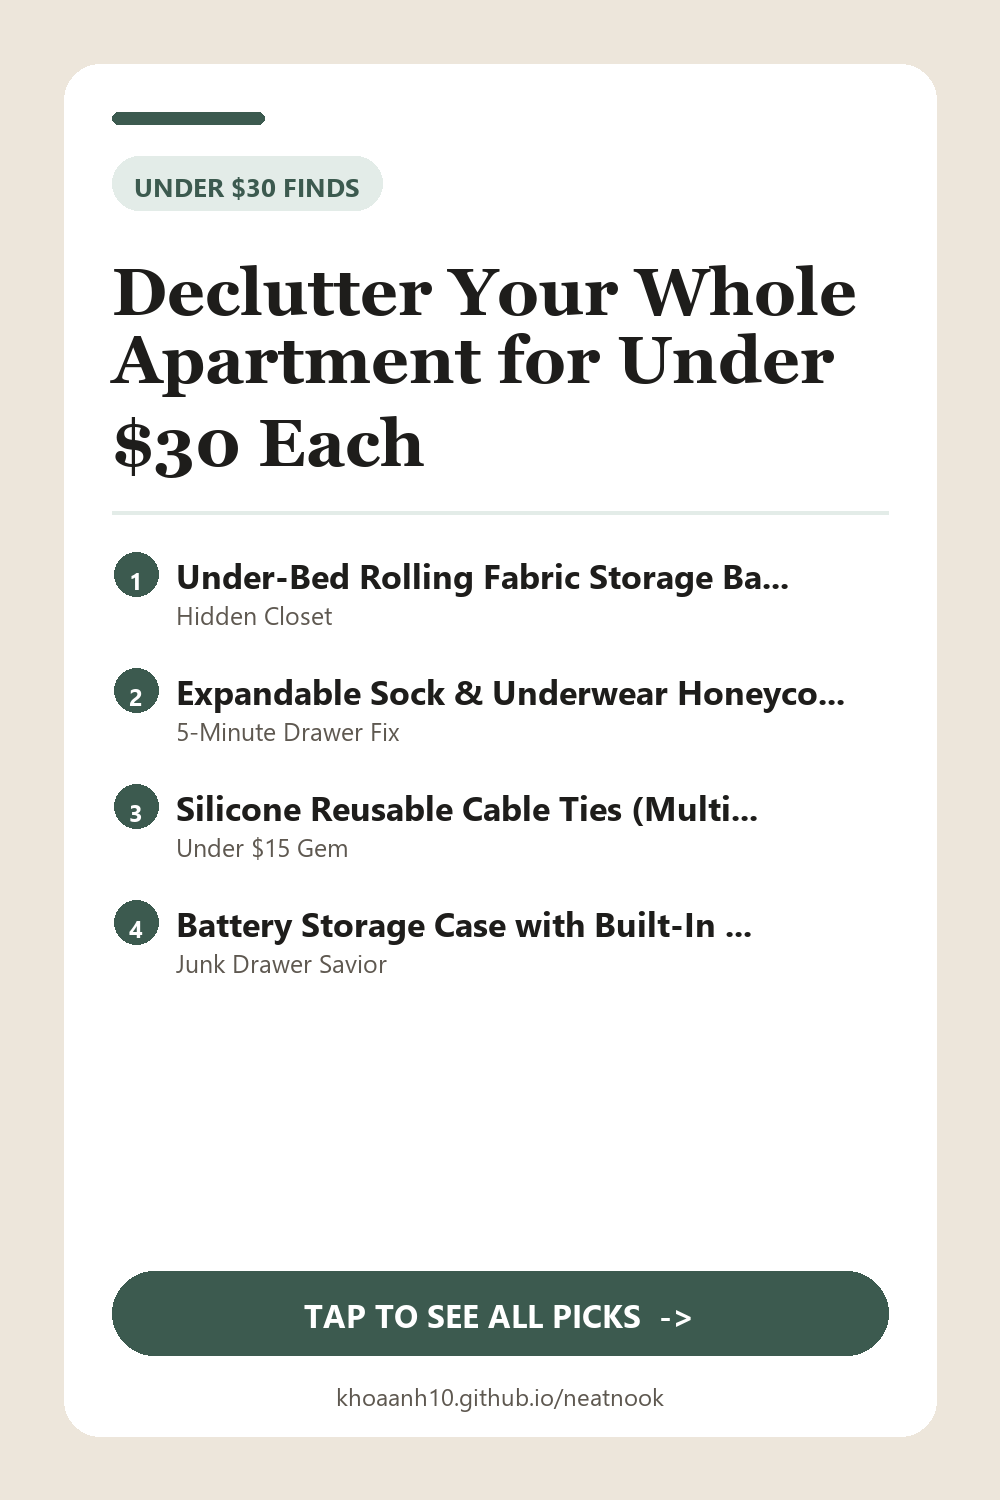 UNDER $30 FINDS
Declutter Your Whole
Apartment for Under
$30 Each
1 Under-Bed Rolling Fabric Storage Ba...
Hidden Closet
2 Expandable Sock & Underwear Honeyco...
5-Minute Drawer Fix
3 Silicone Reusable Cable Ties (Multi...
Under $15 Gem
4 Battery Storage Case with Built-In ...
Junk Drawer Savior
TAP TO SEE ALL PICKS ->
khoaanh10.github.io/neatnook